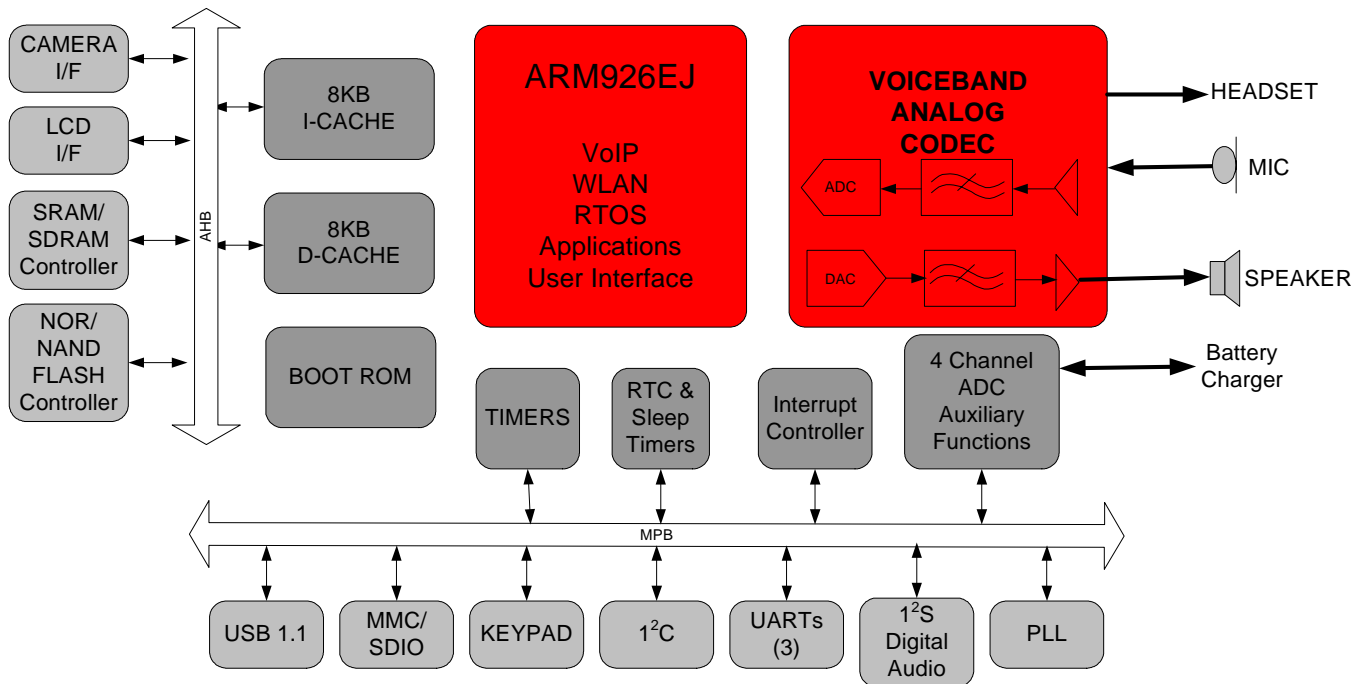 CAMERA
I/F
LCD
I/F
SRAM/
SDRAM
Controller
NOR/
NAND
FLASH
Controller
AHB
8KB
I-CACHE
8KB
D-CACHE
BOOT ROM
ARM926EJ
VoIP
WLAN
RTOS
Applications
User Interface
VOICEBAND
ANALOG
CODEC
ADC
DAC
HEADSET
MIC
SPEAKER
Battery
Charger
TIMERS
RTC &
Sleep
Timers
Interrupt
Controller
4 Channel
ADC
Auxiliary
Functions
MPB
USB 1.1
MMC/
SDIO
KEYPAD
1²C
UARTs
(3)
1²S
Digital
Audio
PLL